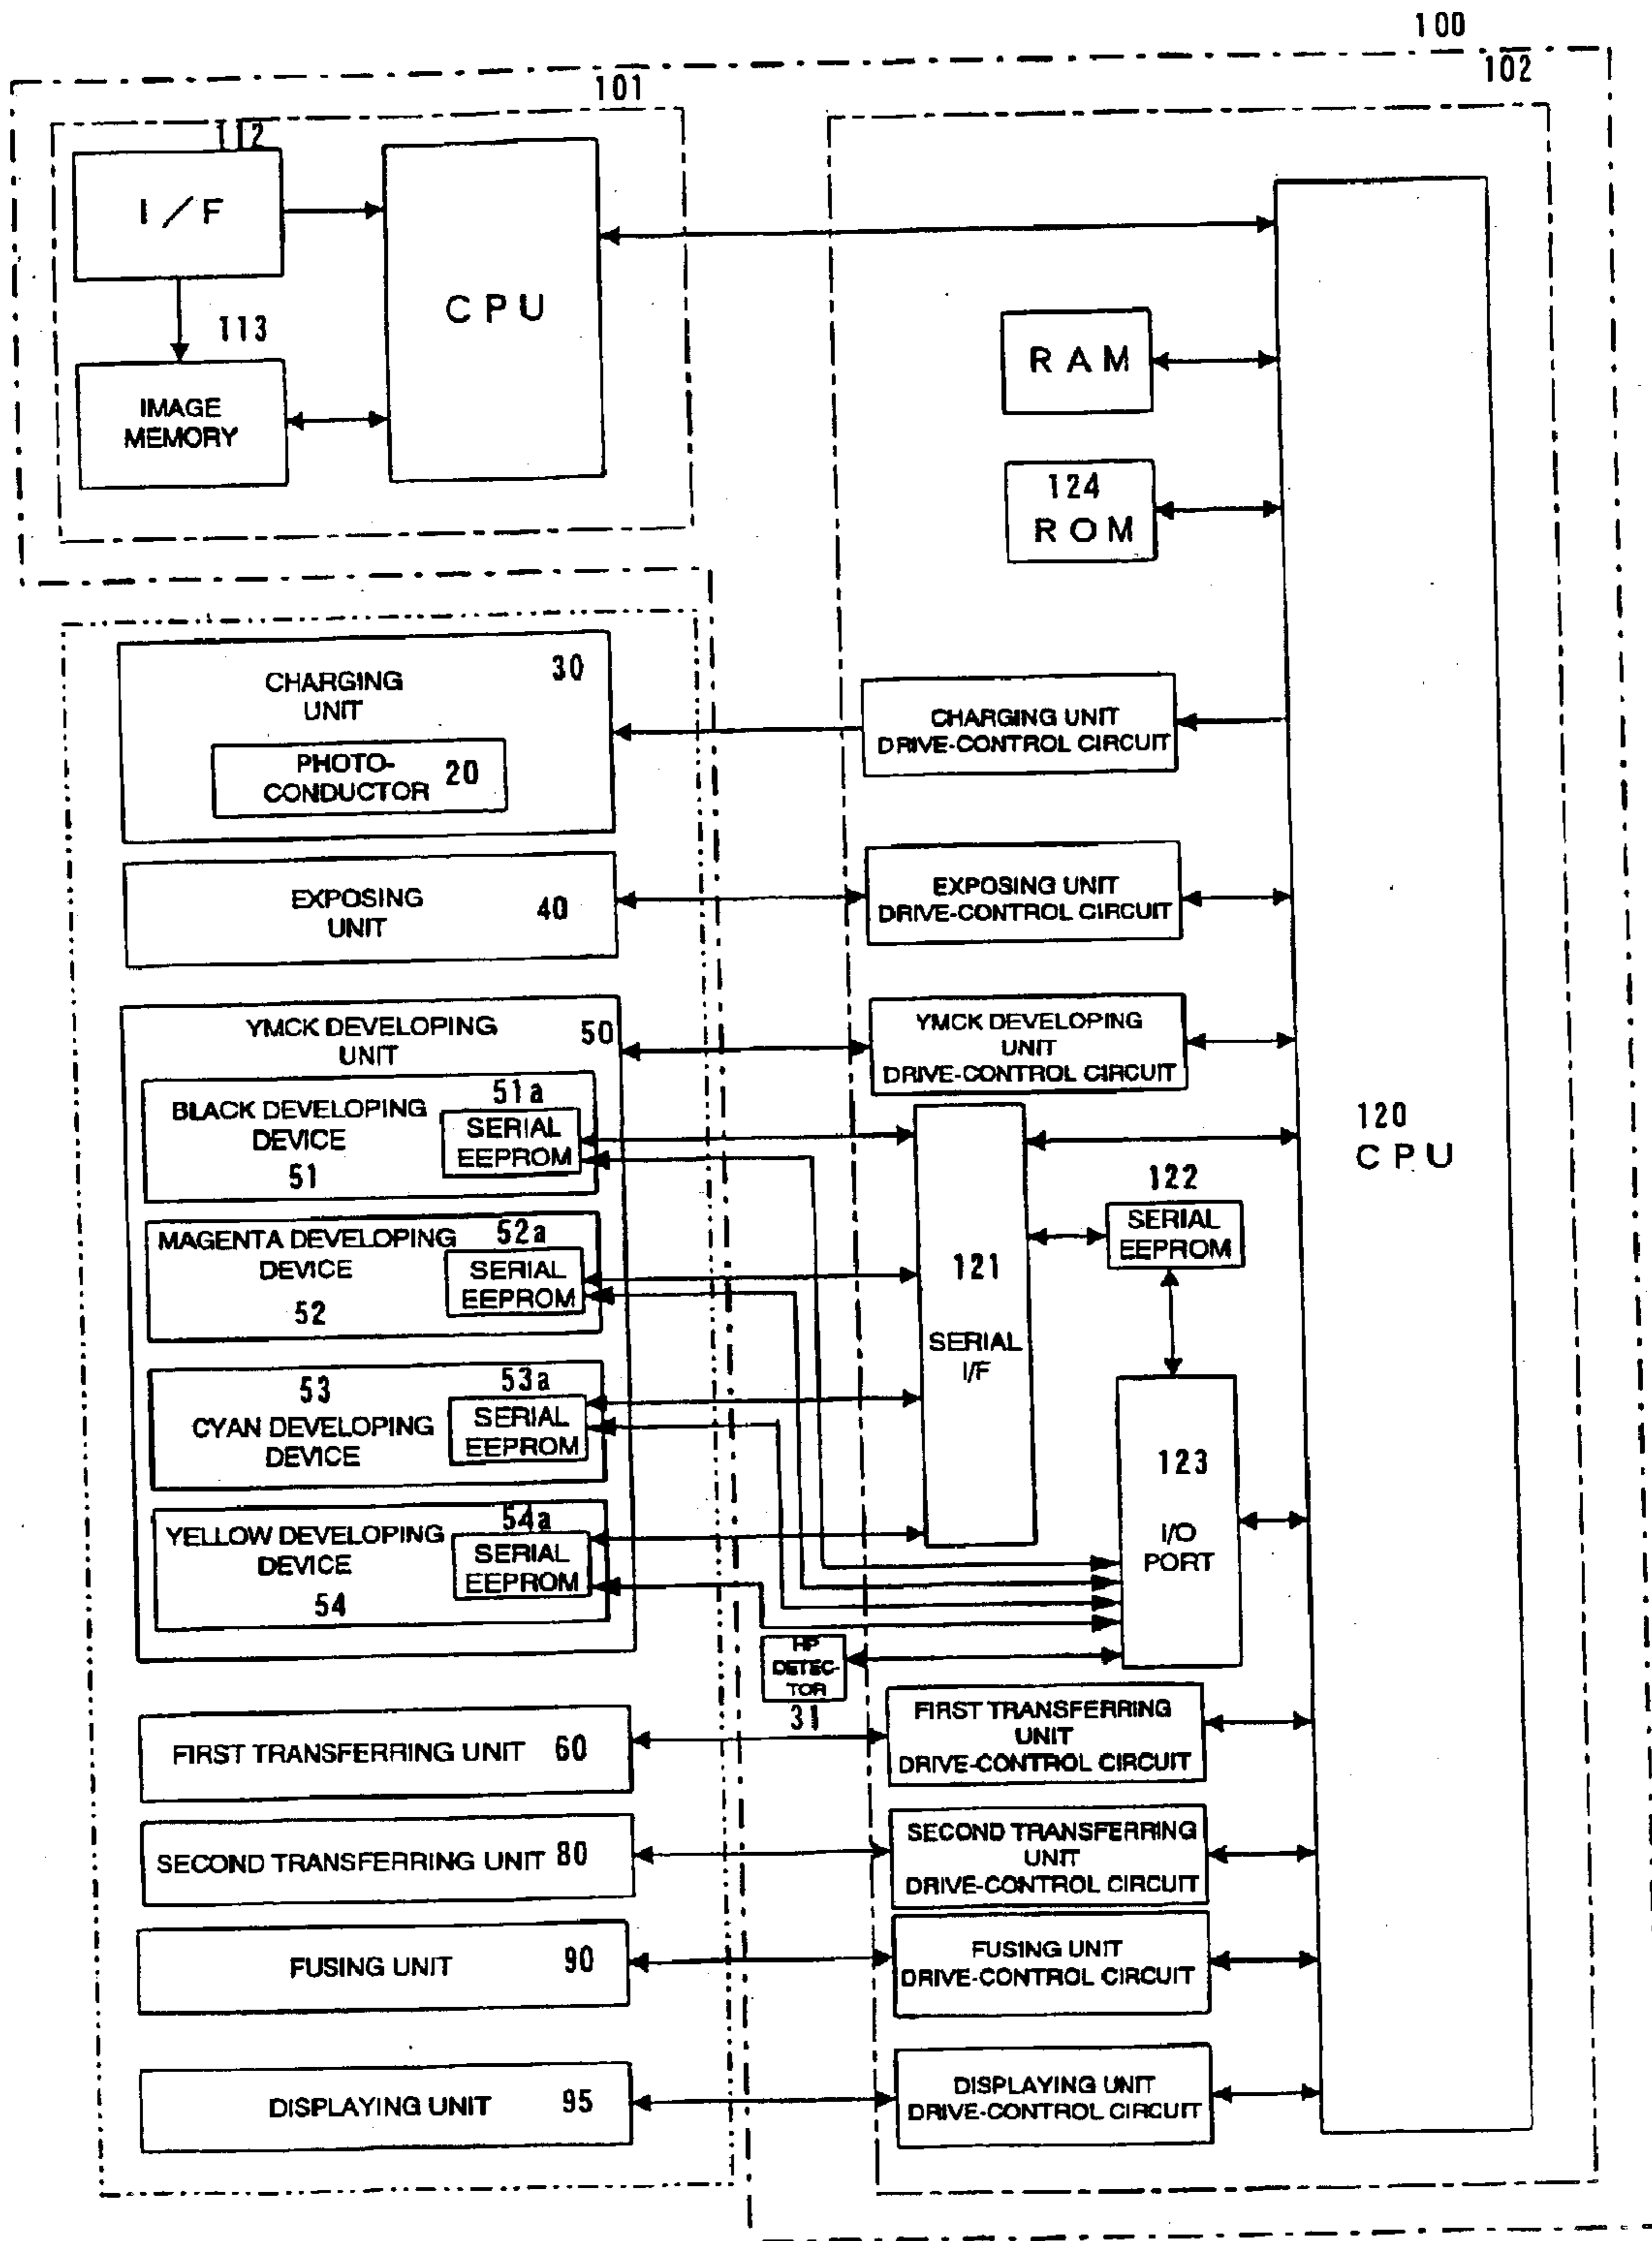 100
102
101
112
I/F
CPU
113
IMAGE
MEMORY
RAM
124
ROM
CHARGING
UNIT
30
PHOTO-
CONDUCTOR
20
CHARGING UNIT
DRIVE-CONTROL CIRCUIT
EXPOSING
UNIT
40
EXPOSING UNIT
DRIVE-CONTROL CIRCUIT
YMCK DEVELOPING
UNIT
50
YMCK DEVELOPING
UNIT
DRIVE-CONTROL CIRCUIT
BLACK DEVELOPING
DEVICE
51
51a
SERIAL
EEPROM
120
CPU
122
SERIAL
EEPROM
MAGENTA DEVELOPING
DEVICE
52
52a
SERIAL
EEPROM
121
SERIAL
I/F
53
CYAN DEVELOPING
DEVICE
53a
SERIAL
EEPROM
123
I/O
PORT
YELLOW DEVELOPING
DEVICE
54
54a
SERIAL
EEPROM
HP
DETEC-
TOR
31
FIRST TRANSFERRING UNIT 60
FIRST TRANSFERRING
UNIT
DRIVE-CONTROL CIRCUIT
SECOND TRANSFERRING UNIT 80
SECOND TRANSFERRING
UNIT
DRIVE-CONTROL CIRCUIT
FUSING UNIT 90
FUSING UNIT
DRIVE-CONTROL CIRCUIT
DISPLAYING UNIT 95
DISPLAYING UNIT
DRIVE-CONTROL CIRCUIT